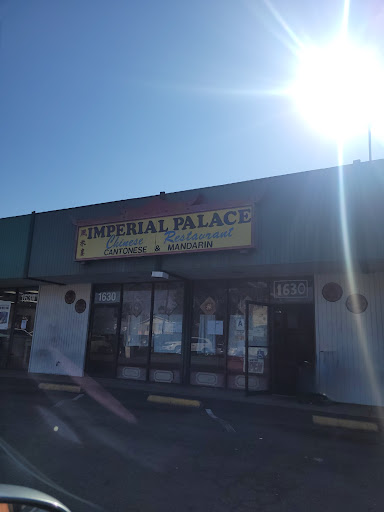 IMPERIAL PALACE
Chinese Restaurant
CANTONESE & MANDARIN
1630
1630
A